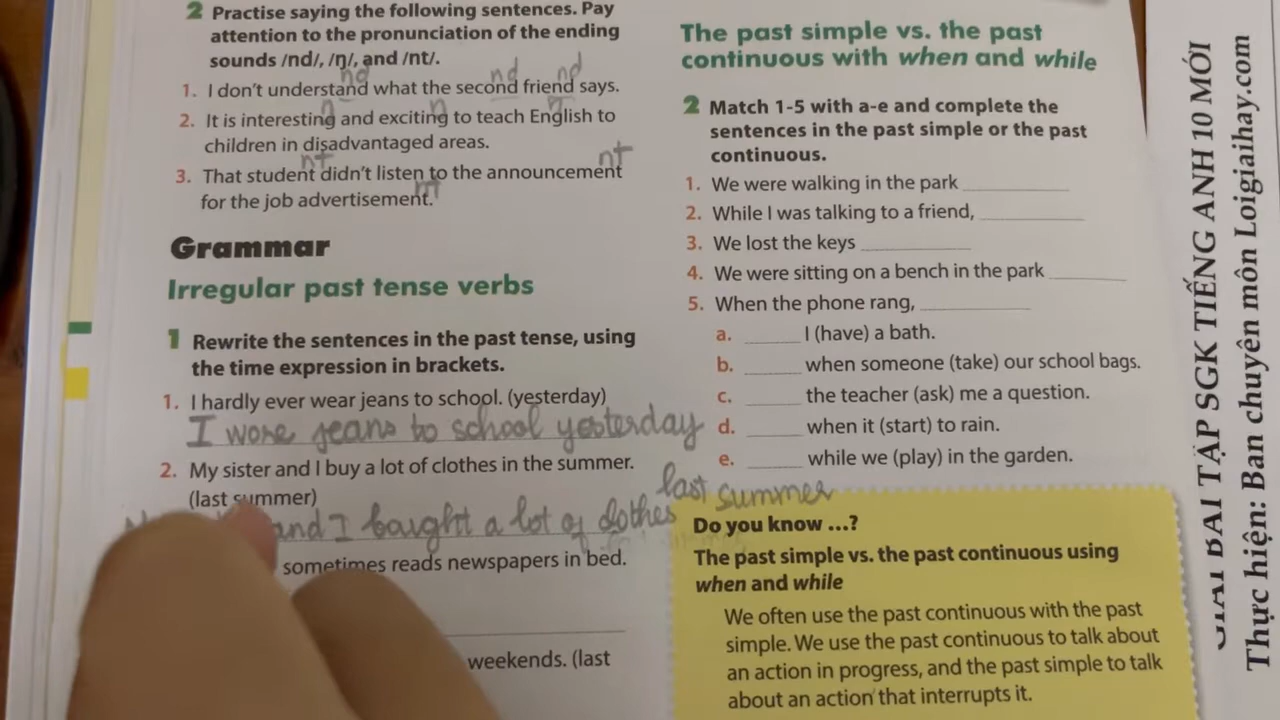 2 Practise saying the following sentences. Pay
attention to the pronunciation of the ending
sounds /nd/, /ŋ/, and /nt/.
nd nd nd
1. I don't understand what the second friend says.
2. It is interesting and exciting to teach English to
children in disadvantaged areas.
nt nt
3. That student didn't listen to the announcement
nt
for the job advertisement.
Grammar
Irregular past tense verbs
1 Rewrite the sentences in the past tense, using
the time expression in brackets.
1. I hardly ever wear jeans to school. (yesterday)
I wore jeans to school yesterday
2. My sister and I buy a lot of clothes in the summer.
(last summer)
last summer
and I bought a lot of clothes
sometimes reads newspapers in bed.
weekends. (last
The past simple vs. the past
continuous with when and while
2 Match 1-5 with a-e and complete the
sentences in the past simple or the past
continuous.
1. We were walking in the park
2. While I was talking to a friend,
3. We lost the keys
4. We were sitting on a bench in the park
5. When the phone rang,
a. I (have) a bath.
b. when someone (take) our school bags.
c. the teacher (ask) me a question.
d. when it (start) to rain.
e. while we (play) in the garden.
Do you know ...?
The past simple vs. the past continuous using
when and while
We often use the past continuous with the past
simple. We use the past continuous to talk about
an action in progress, and the past simple to talk
about an action that interrupts it.
GIẢI BÀI TẬP SGK TIẾNG ANH 10 MỚI
Thực hiện: Ban chuyên môn Loigiaihay.com